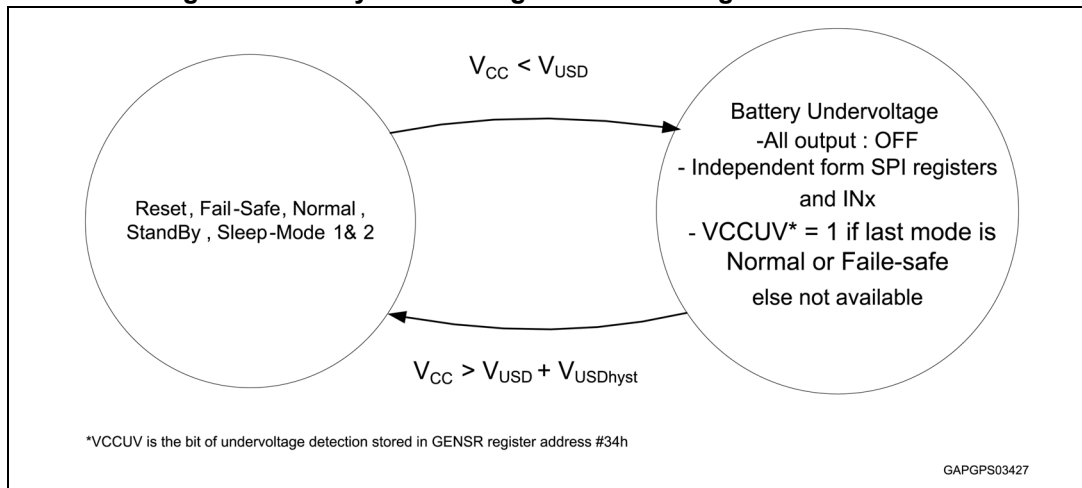 V_CC < V_USD
Battery Undervoltage
-All output : OFF
- Independent form SPI registers
and INx
- VCCUV* = 1 if last mode is
Normal or Faile-safe
else not available
Reset, Fail-Safe, Normal ,
StandBy , Sleep-Mode 1& 2
V_CC > V_USD + V_USDhyst
*VCCUV is the bit of undervoltage detection stored in GENSR register address #34h
GAPGPS03427